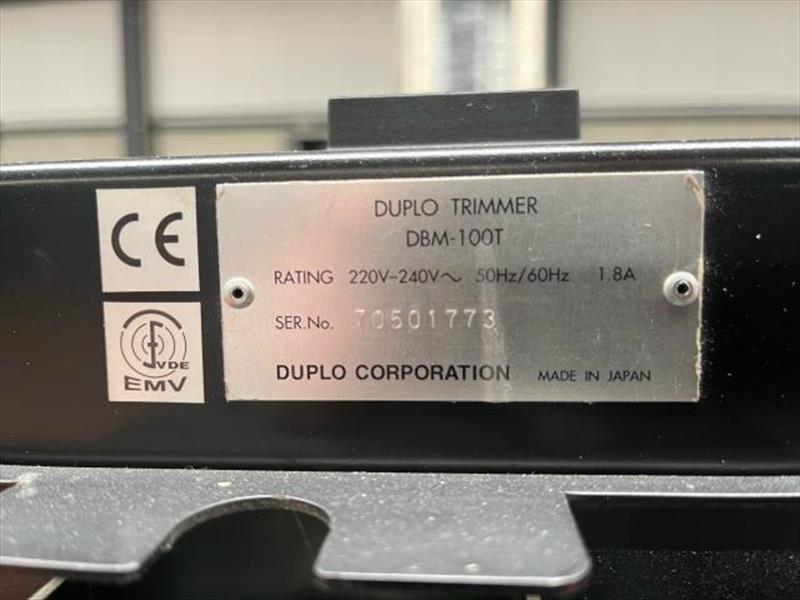 CE
VDE
EMV
DUPLO TRIMMER
DBM-100T
RATING 220V-240V～ 50Hz/60Hz 1.8A
SER.No. 70501773
DUPLO CORPORATION MADE IN JAPAN